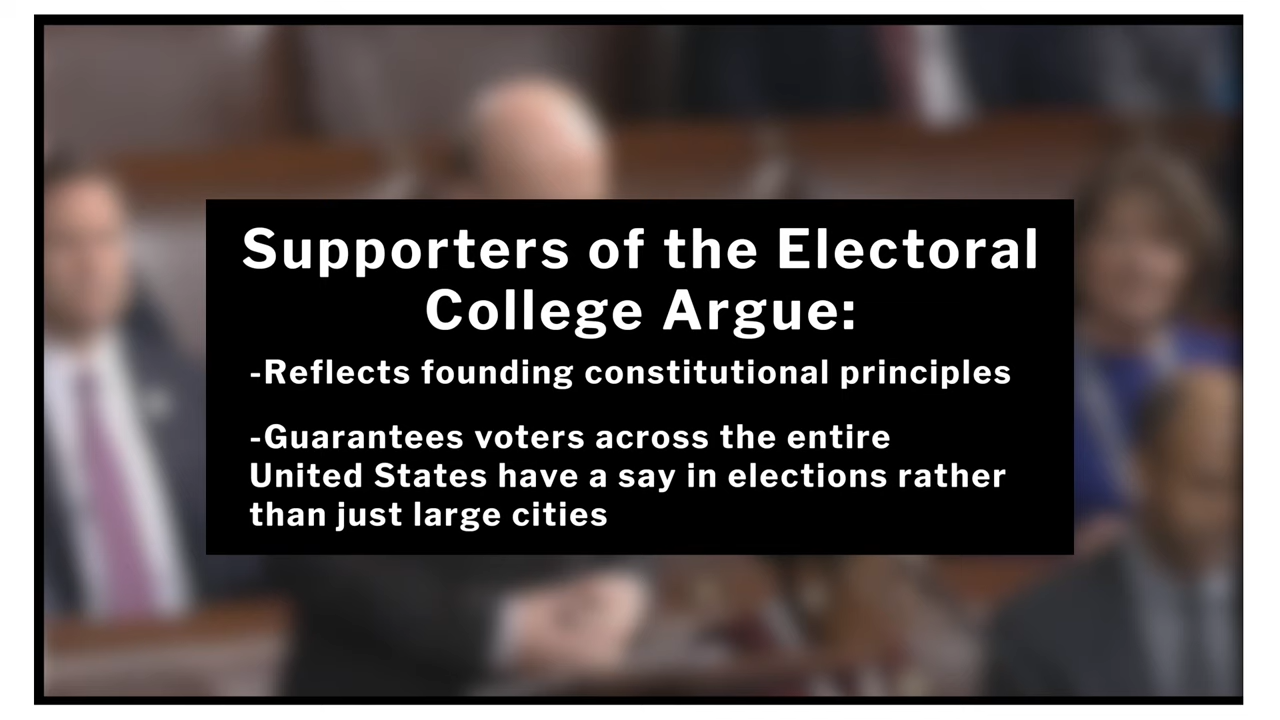 Supporters of the Electoral
College Argue:
-Reflects founding constitutional principles
-Guarantees voters across the entire
United States have a say in elections rather
than just large cities